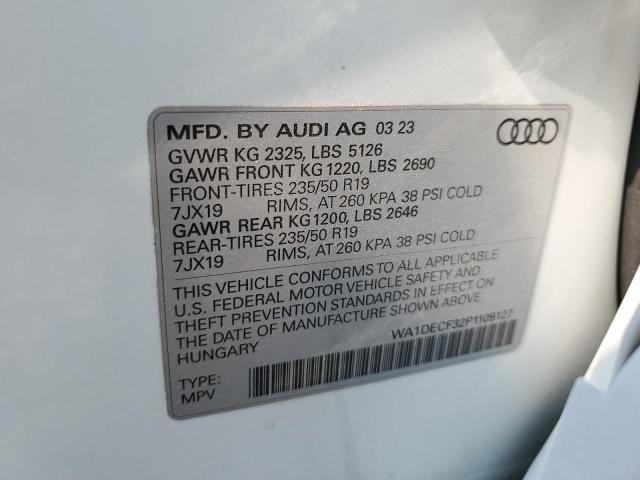 MFD. BY AUDI AG 03 23
GVWR KG 2325, LBS 5126
GAWR FRONT KG 1220, LBS 2690
FRONT-TIRES 235/50 R19
7JX19 RIMS, AT 260 KPA 38 PSI COLD
GAWR REAR KG 1200, LBS 2646
REAR-TIRES 235/50 R19
7JX19 RIMS, AT 260 KPA 38 PSI COLD
THIS VEHICLE CONFORMS TO ALL APPLICABLE
U.S. FEDERAL MOTOR VEHICLE SAFETY AND
THEFT PREVENTION STANDARDS IN EFFECT ON
THE DATE OF MANUFACTURE SHOWN ABOVE.
HUNGARY
WA1DECF32P1109127
TYPE:
MPV